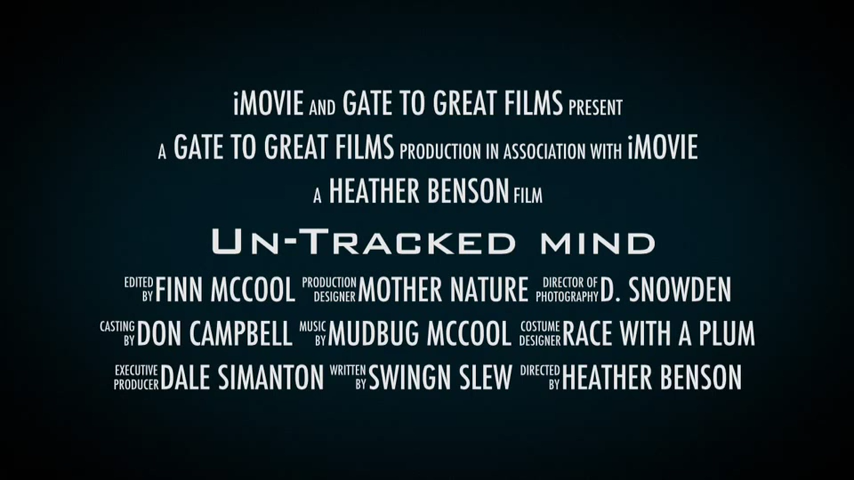 iMOVIE AND GATE TO GREAT FILMS PRESENT
A GATE TO GREAT FILMS PRODUCTION IN ASSOCIATION WITH iMOVIE
A HEATHER BENSON FILM
UN-TRACKED MIND
EDITED BY FINN MCCOOL PRODUCTION DESIGNER MOTHER NATURE DIRECTOR OF PHOTOGRAPHY D. SNOWDEN
CASTING BY DON CAMPBELL MUSIC BY MUDBUG MCCOOL COSTUME DESIGNER RACE WITH A PLUM
EXECUTIVE PRODUCER DALE SIMANTON WRITTEN BY SWINGN SLEW DIRECTED BY HEATHER BENSON